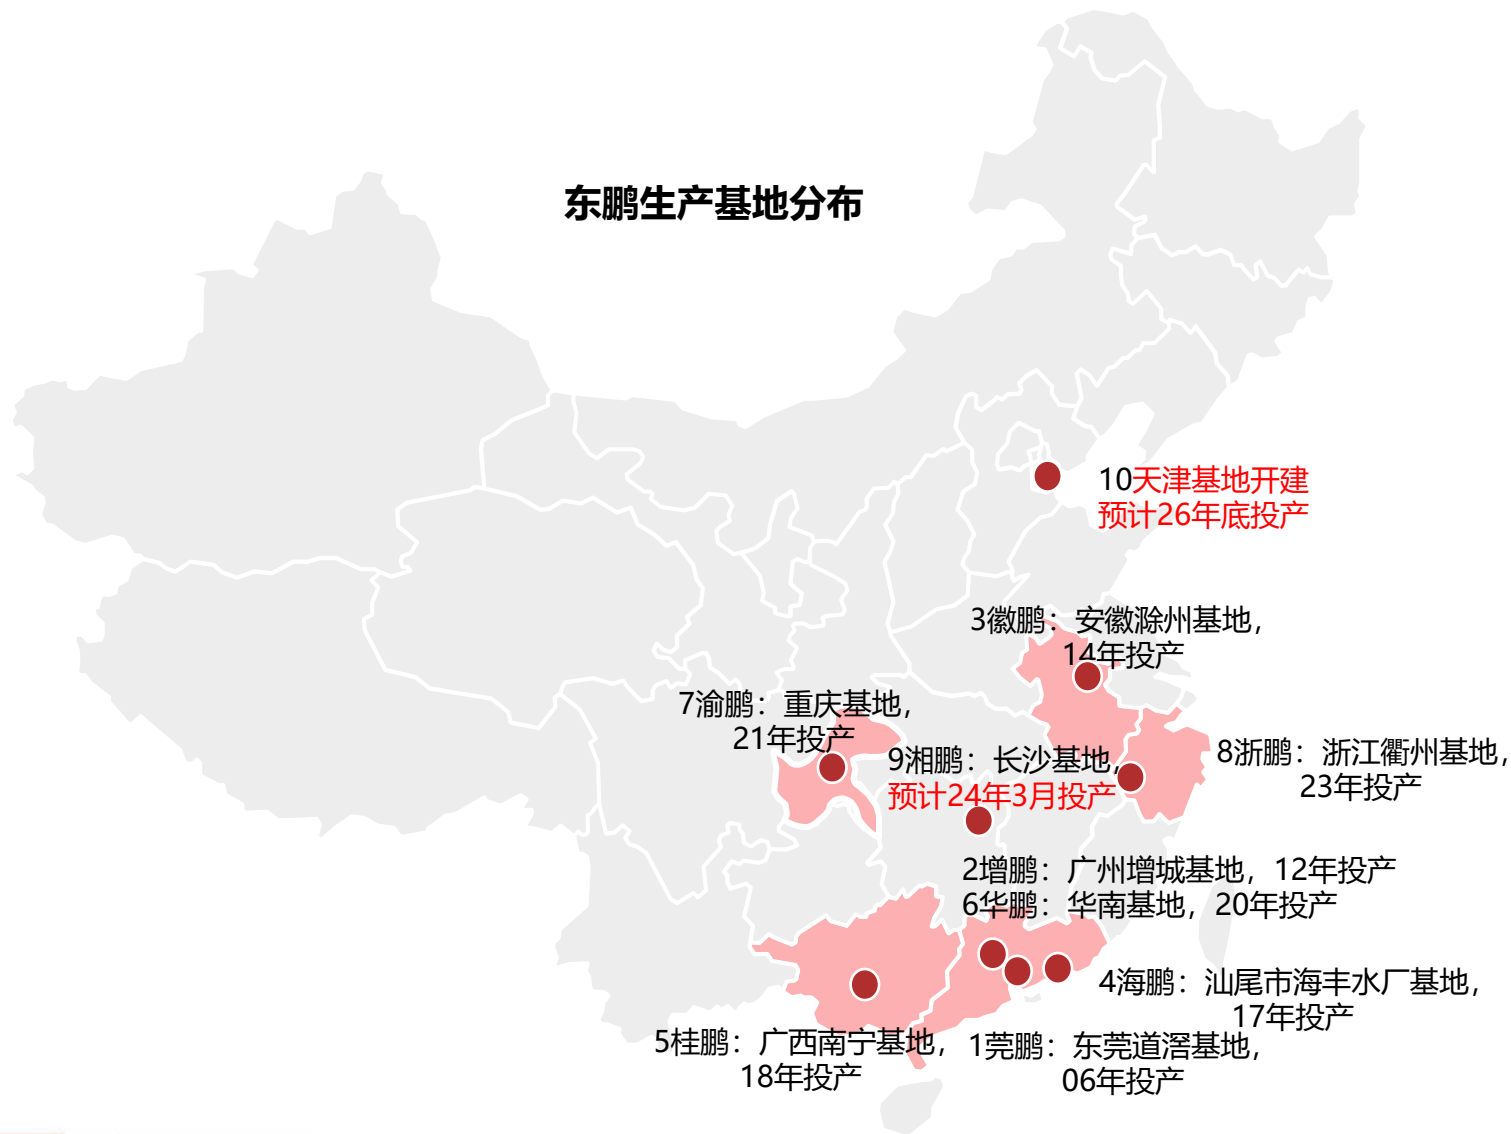 东鹏生产基地分布
10天津基地开建
预计26年底投产
3徽鹏：安徽滁州基地，
14年投产
7渝鹏：重庆基地，
21年投产
9湘鹏：长沙基地，
预计24年3月投产
8浙鹏：浙江衢州基地，
23年投产
2增鹏：广州增城基地，12年投产
6华鹏：华南基地，20年投产
4海鹏：汕尾市海丰水厂基地，
17年投产
5桂鹏：广西南宁基地，
18年投产
1莞鹏：东莞道滘基地，
06年投产